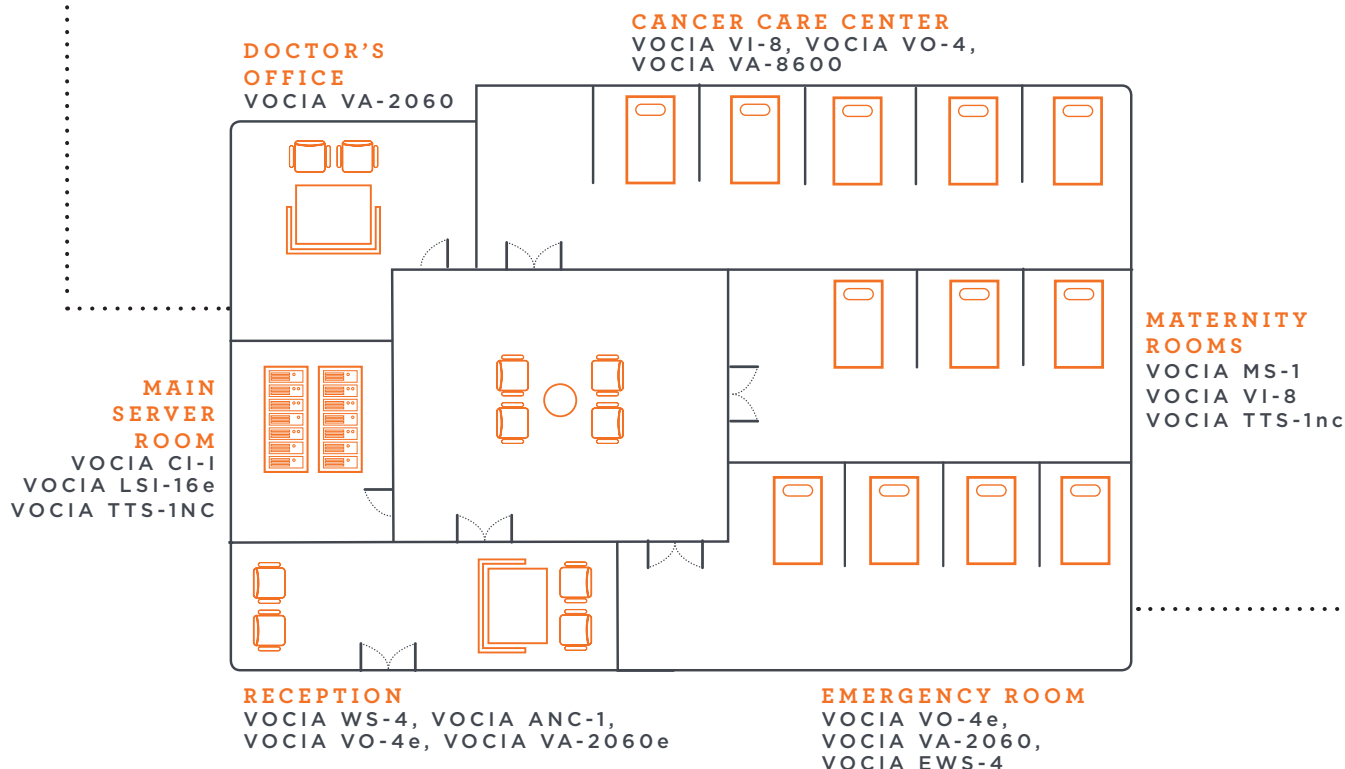 CANCER CARE CENTER
VOCIA VI-8, VOCIA VO-4,
VOCIA VA-8600
DOCTOR'S
OFFICE
VOCIA VA-2060
MATERNITY
ROOMS
VOCIA MS-1
VOCIA VI-8
VOCIA TTS-1nc
MAIN
SERVER
ROOM
VOCIA CI-1
VOCIA LSI-16e
VOCIA TTS-1NC
RECEPTION
VOCIA WS-4, VOCIA ANC-1,
VOCIA VO-4e, VOCIA VA-2060e
EMERGENCY ROOM
VOCIA VO-4e,
VOCIA VA-2060,
VOCIA EWS-4